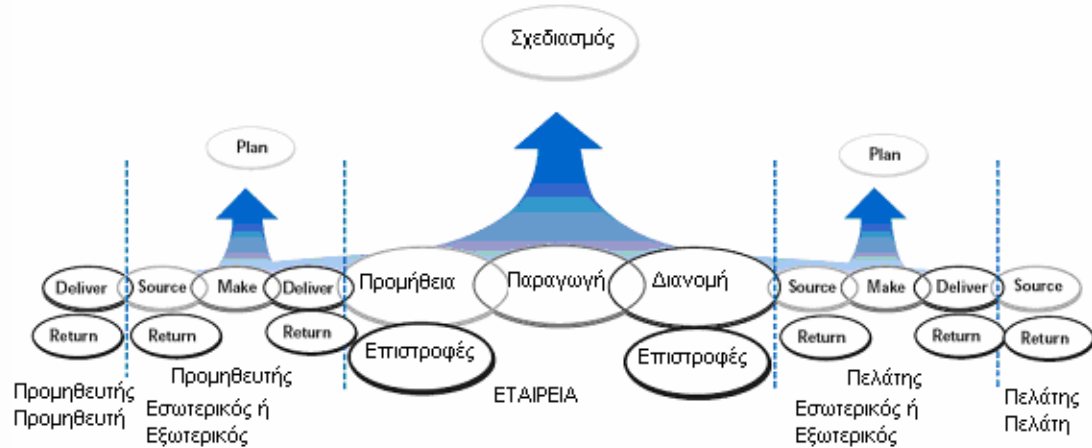 Σχεδιασμός
Plan
Plan
Deliver
Source
Make
Deliver
Προμήθεια
Παραγωγή
Διανομή
Source
Make
Deliver
Source
Return
Return
Return
Επιστροφές
Επιστροφές
Return
Return
Return
Προμηθευτής
Προμηθευτή
Προμηθευτής
Εσωτερικός ή
Εξωτερικός
ΕΤΑΙΡΕΙΑ
Πελάτης
Εσωτερικός ή
Εξωτερικός
Πελάτης
Πελάτη